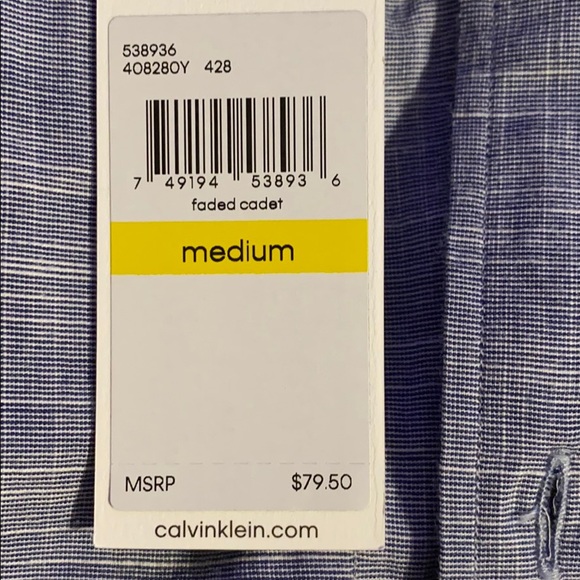 538936
408280Y 428
7 49194 53893 6
faded cadet
medium
MSRP $79.50
calvinklein.com